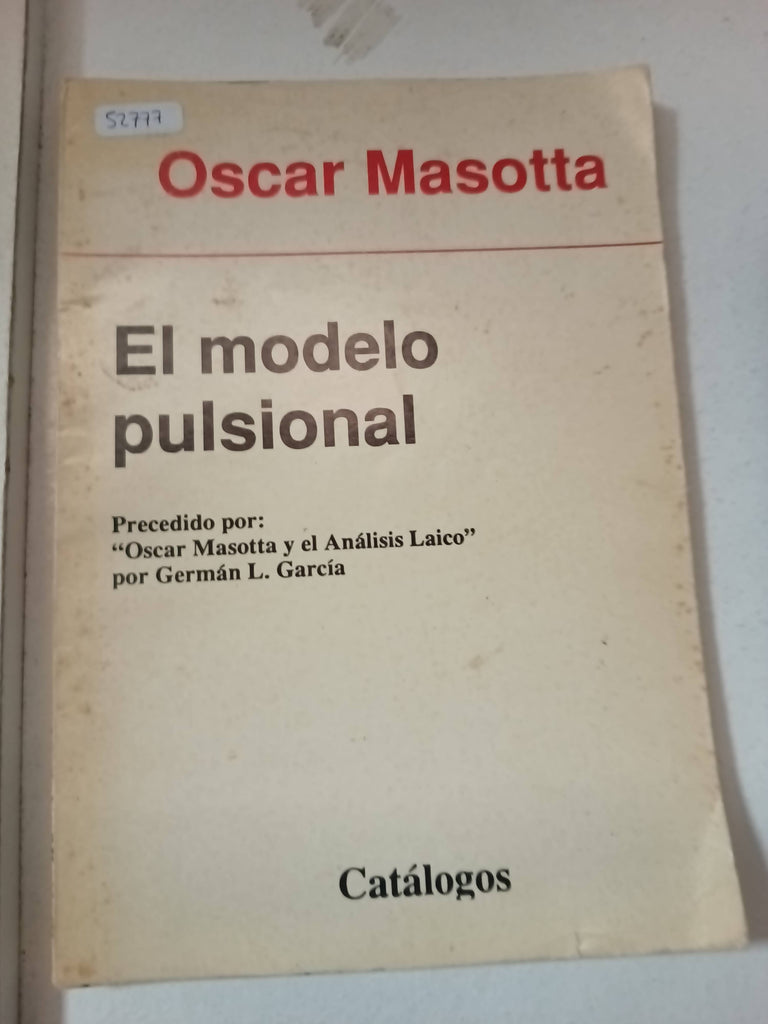 52777
Oscar Masotta
El modelo
pulsional
Precedido por:
“Oscar Masotta y el Análisis Laico”
por Germán L. García
Catálogos